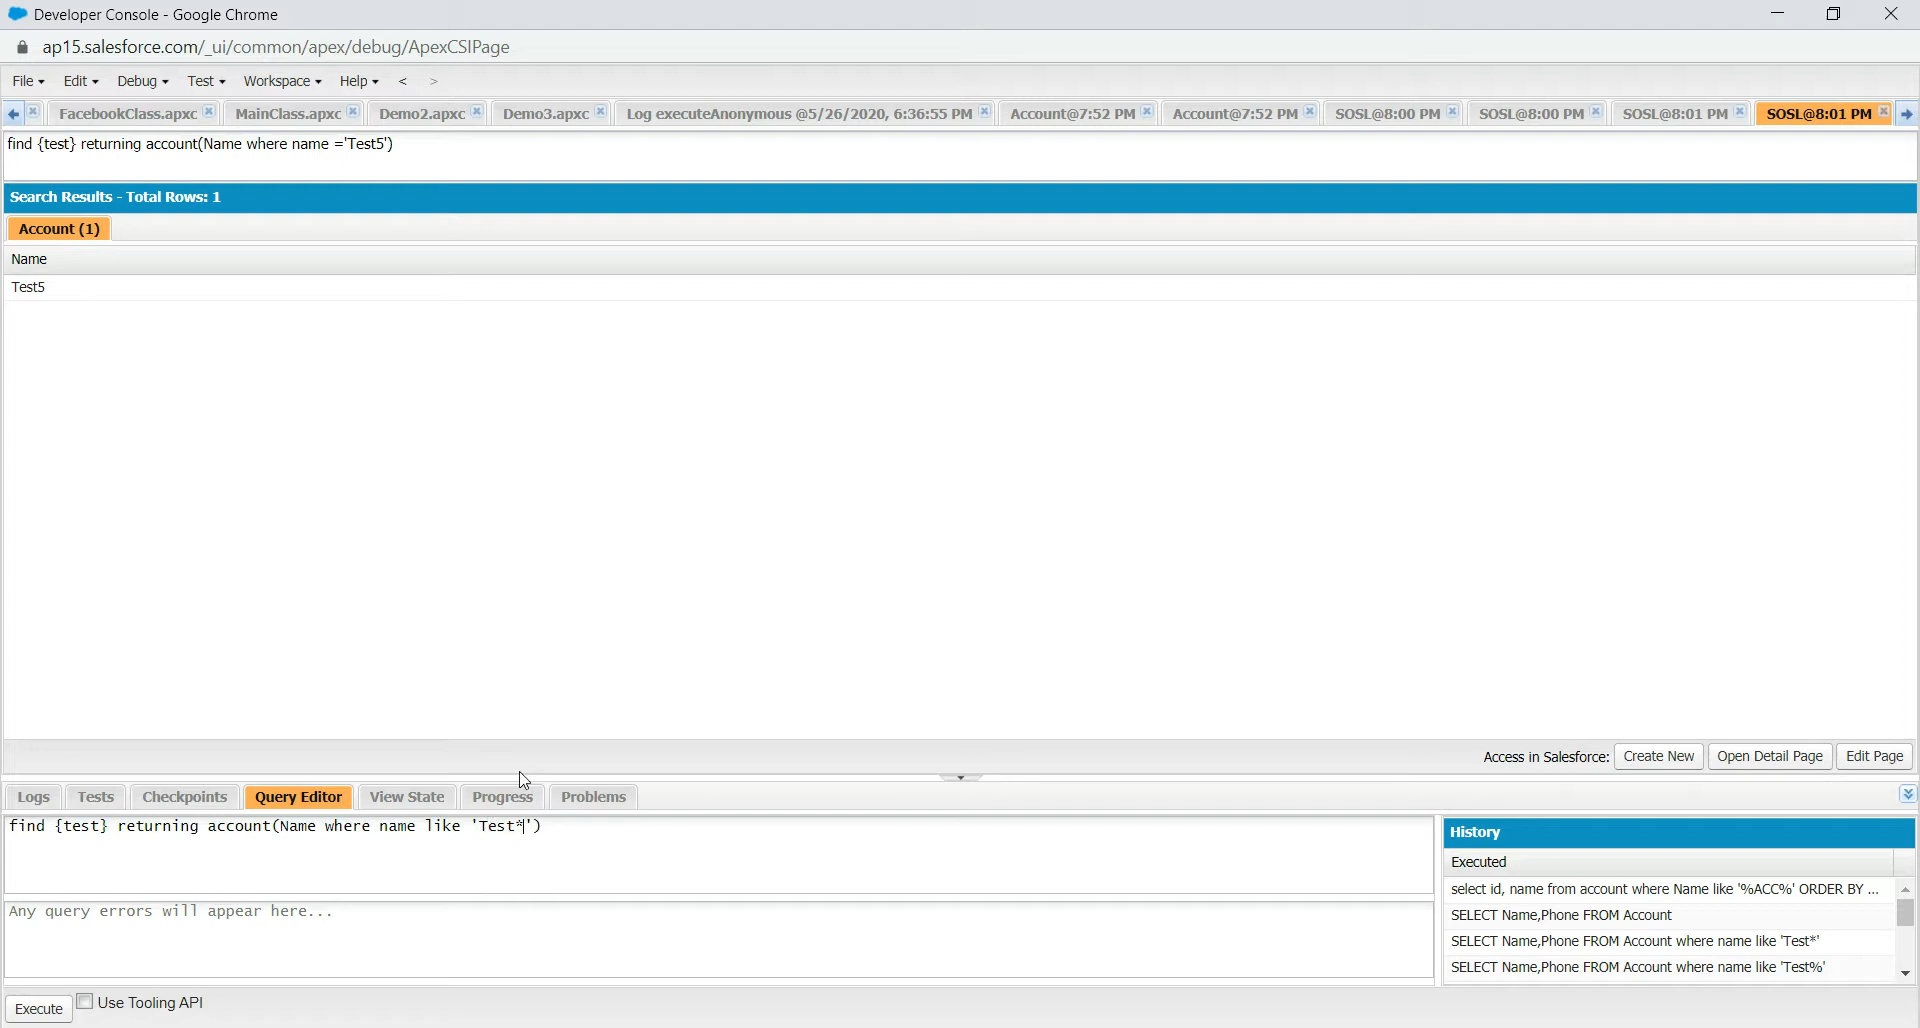 Developer Console - Google Chrome
ap15.salesforce.com/_ui/common/apex/debug/ApexCSIPage
File Edit Debug Test Workspace Help < >
FacebookClass.apxc MainClass.apxc Demo2.apxc Demo3.apxc Log executeAnonymous @5/26/2020, 6:36:55 PM Account@7:52 PM Account@7:52 PM SOSL@8:00 PM SOSL@8:00 PM SOSL@8:01 PM SOSL@8:01 PM
find {test} returning account(Name where name ='Test5')
Search Results - Total Rows: 1
Account (1)
Name
Test5
Access in Salesforce: Create New Open Detail Page Edit Page
Logs Tests Checkpoints Query Editor View State Progress Problems
find {test} returning account(Name where name like 'Test*')
History
Executed
select id, name from account where Name like '%ACC%' ORDER BY ...
SELECT Name,Phone FROM Account
SELECT Name,Phone FROM Account where name like 'Test*'
SELECT Name,Phone FROM Account where name like 'Test%'
Any query errors will appear here...
Execute Use Tooling API